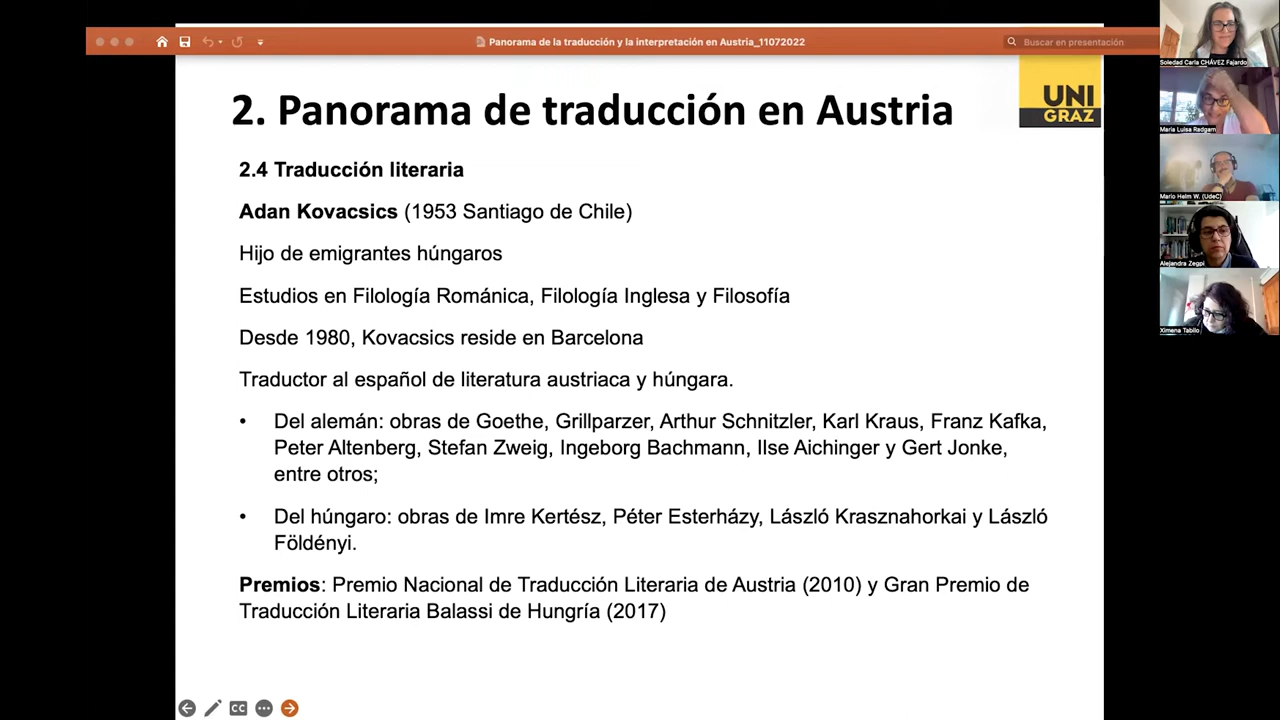 Panorama de la traducción y la interpretación en Austria_11072022
Buscar en presentación
2. Panorama de traducción en Austria
UNI
GRAZ
2.4 Traducción literaria
Adan Kovacsics (1953 Santiago de Chile)
Hijo de emigrantes húngaros
Estudios en Filología Románica, Filología Inglesa y Filosofía
Desde 1980, Kovacsics reside en Barcelona
Traductor al español de literatura austriaca y húngara.
• Del alemán: obras de Goethe, Grillparzer, Arthur Schnitzler, Karl Kraus, Franz Kafka,
Peter Altenberg, Stefan Zweig, Ingeborg Bachmann, Ilse Aichinger y Gert Jonke,
entre otros;
• Del húngaro: obras de Imre Kertész, Péter Esterházy, László Krasznahorkai y László
Földényi.
Premios: Premio Nacional de Traducción Literaria de Austria (2010) y Gran Premio de
Traducción Literaria Balassi de Hungría (2017)
CC
Soledad Carla CHÁVEZ Fajardo
Maria Luisa Radgam
Mario Helm W. (UdeC)
Alejandra Zegpi
Ximena Tabilo